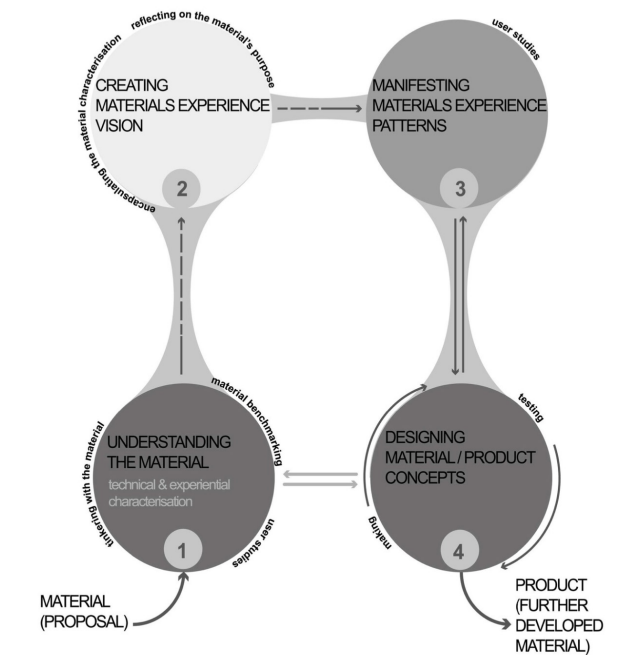 reflecting on the material's purpose
encapsulating the material characterisation
CREATING
MATERIALS EXPERIENCE
VISION
2
user studies
MANIFESTING
MATERIALS EXPERIENCE
PATTERNS
3
tinkering with the material
material benchmarking
user studies
UNDERSTANDING
THE MATERIAL
technical & experiential
characterisation
1
testing
making
DESIGNING
MATERIAL / PRODUCT
CONCEPTS
4
MATERIAL
(PROPOSAL)
PRODUCT
(FURTHER
DEVELOPED
MATERIAL)